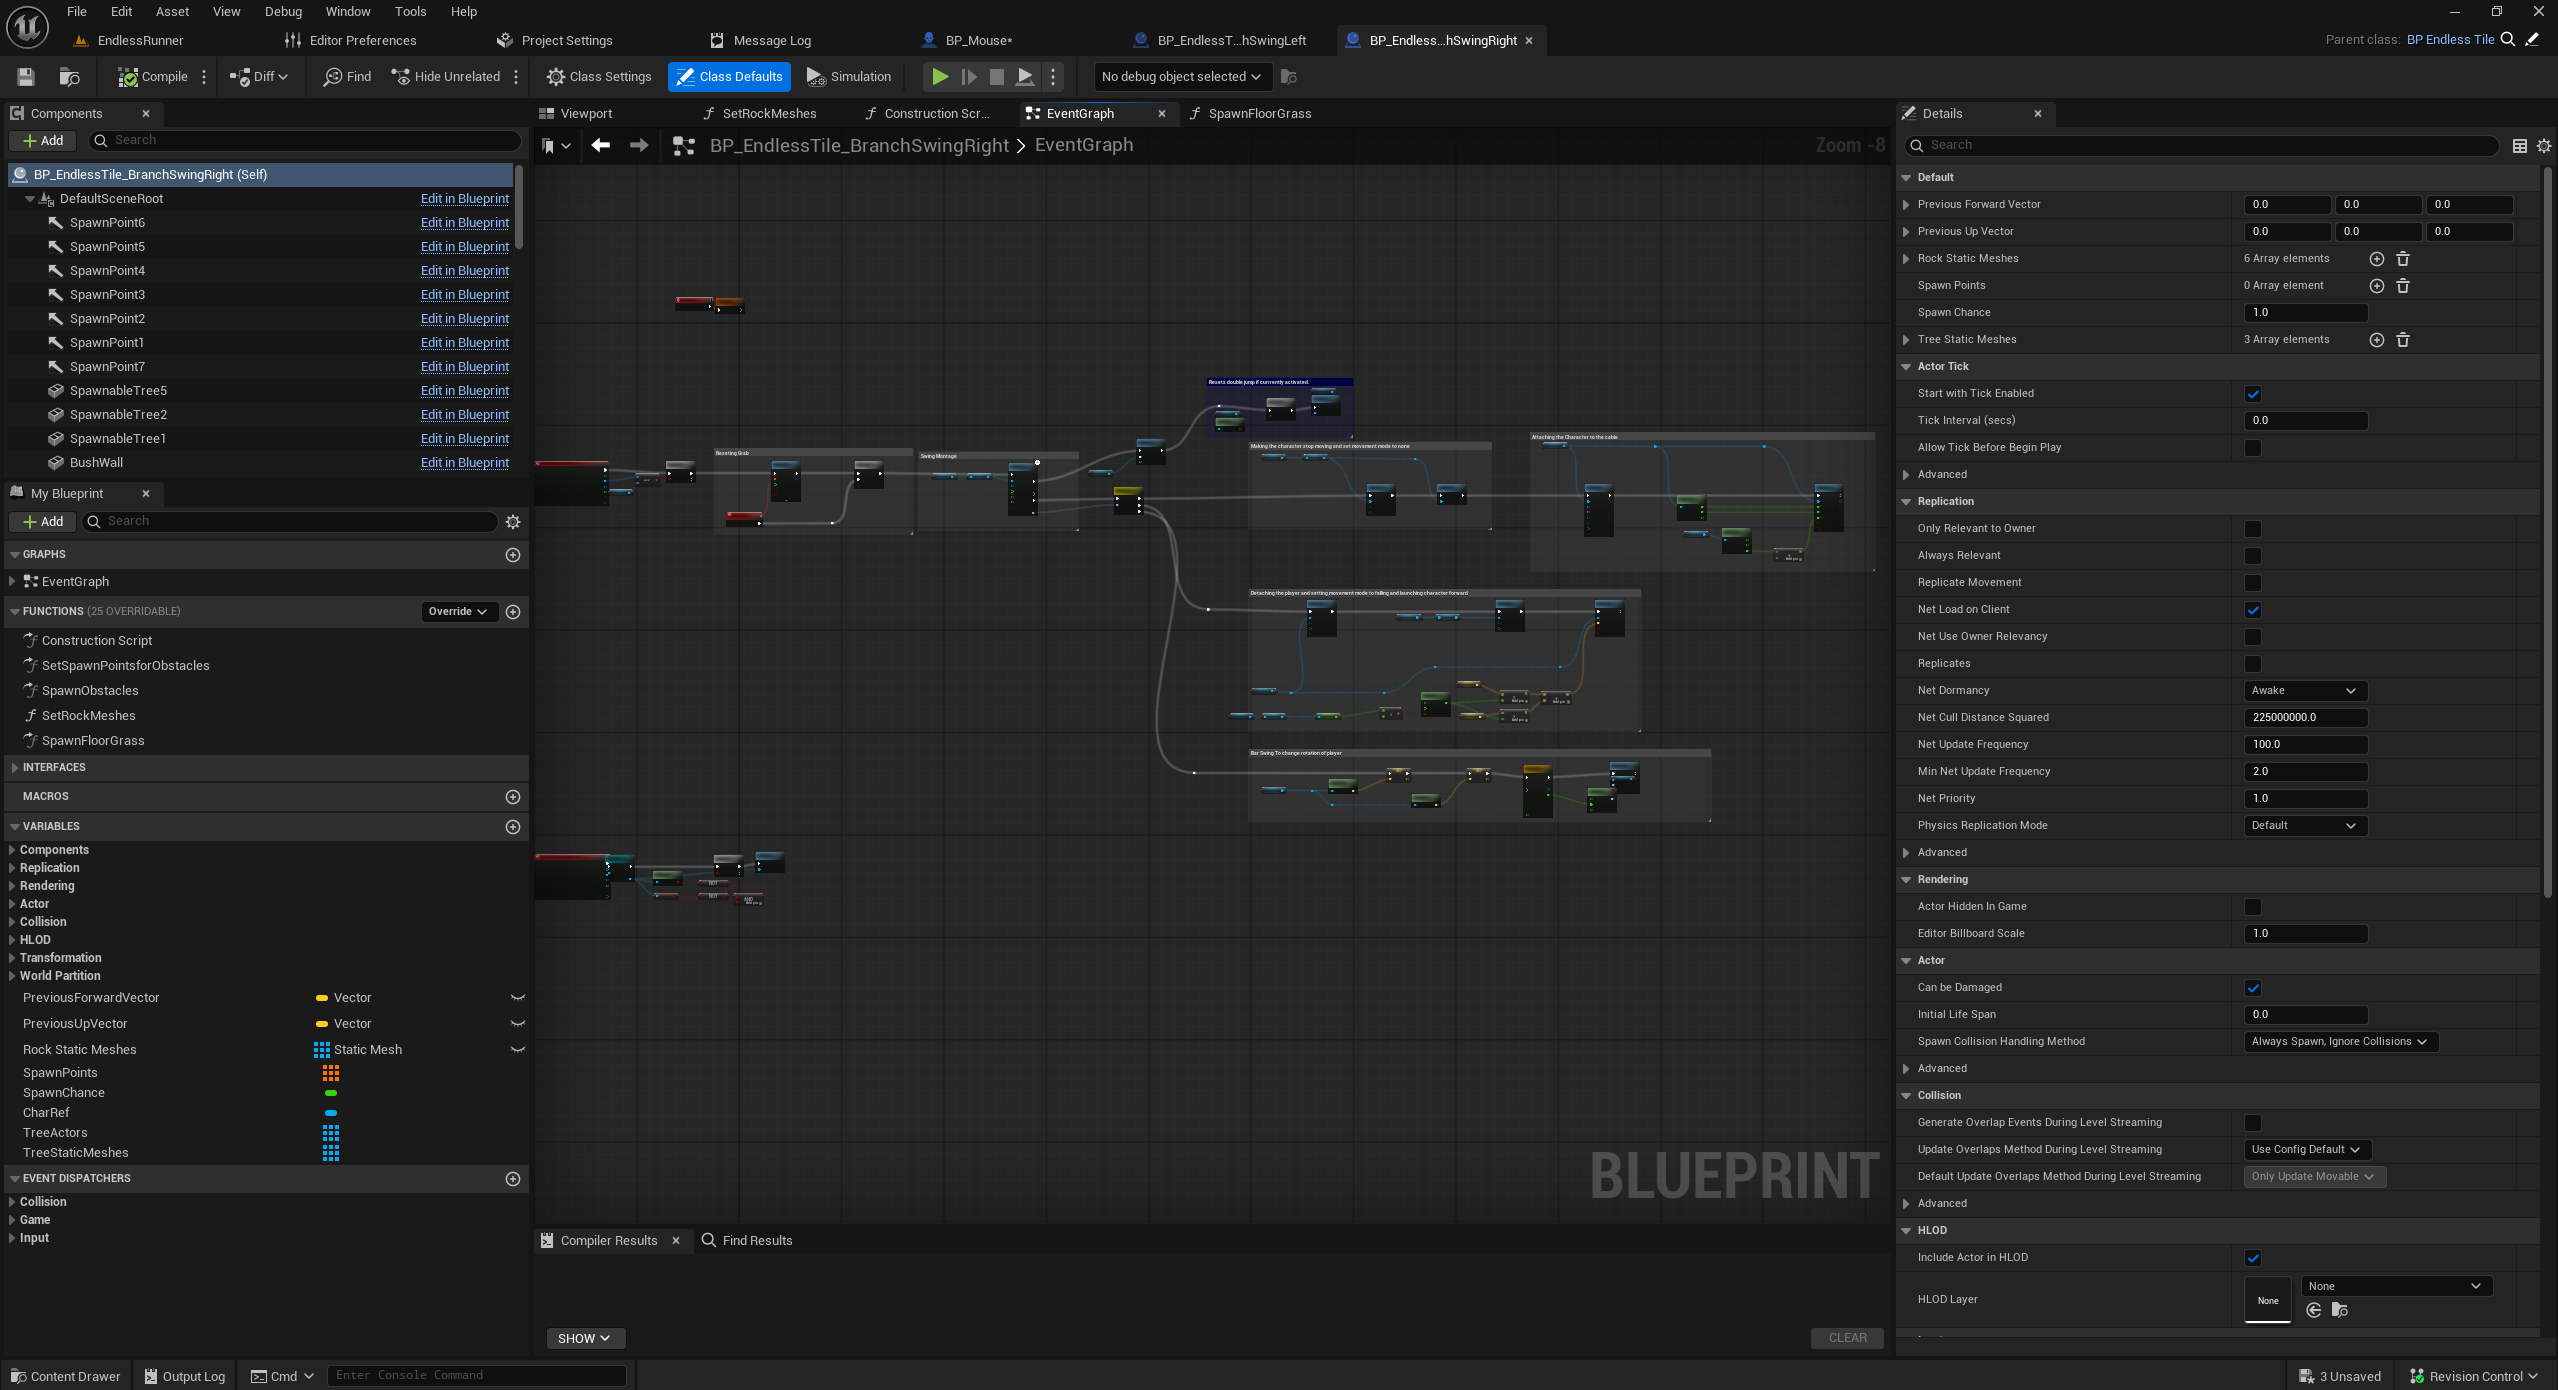 File Edit Asset View Debug Window Tools Help
EndlessRunner Editor Preferences Project Settings Message Log BP_Mouse* BP_EndlessT...hSwingLeft BP_Endless...hSwingRight Parent class: BP Endless Tile
Compile Diff Find Hide Unrelated Class Settings Class Defaults Simulation No debug object selected
Components
Add Search
BP_EndlessTile_BranchSwingRight (Self)
DefaultSceneRoot Edit in Blueprint
SpawnPoint6 Edit in Blueprint
SpawnPoint5 Edit in Blueprint
SpawnPoint4 Edit in Blueprint
SpawnPoint3 Edit in Blueprint
SpawnPoint2 Edit in Blueprint
SpawnPoint1 Edit in Blueprint
SpawnPoint7 Edit in Blueprint
SpawnableTree5 Edit in Blueprint
SpawnableTree2 Edit in Blueprint
SpawnableTree1 Edit in Blueprint
BushWall Edit in Blueprint
My Blueprint
Add Search
GRAPHS
EventGraph
FUNCTIONS (25 OVERRIDABLE) Override
Construction Script
SetSpawnPointsforObstacles
SpawnObstacles
SetRockMeshes
SpawnFloorGrass
INTERFACES
MACROS
VARIABLES
Components
Replication
Rendering
Actor
Collision
HLOD
Transformation
World Partition
PreviousForwardVector Vector
PreviousUpVector Vector
Rock Static Meshes Static Mesh
SpawnPoints
SpawnChance
CharRef
TreeActors
TreeStaticMeshes
EVENT DISPATCHERS
Collision
Game
Input
Viewport SetRockMeshes Construction Scr... EventGraph SpawnFloorGrass
BP_EndlessTile_BranchSwingRight > EventGraph Zoom -8
Resets double jump if currrently activated.
Reseting Grab
Swing Montage
Making the character stop moving and set movement mode to none
Attaching the Character to the cable
Detaching the player and setting movement mode to falling and launching character forward
Bar Swing To change rotation of player
NOT
NOT
AND
BLUEPRINT
Compiler Results Find Results
SHOW CLEAR
Details
Search
Default
Previous Forward Vector 0.0 0.0 0.0
Previous Up Vector 0.0 0.0 0.0
Rock Static Meshes 6 Array elements
Spawn Points 0 Array element
Spawn Chance 1.0
Tree Static Meshes 3 Array elements
Actor Tick
Start with Tick Enabled
Tick Interval (secs) 0.0
Allow Tick Before Begin Play
Advanced
Replication
Only Relevant to Owner
Always Relevant
Replicate Movement
Net Load on Client
Net Use Owner Relevancy
Replicates
Net Dormancy Awake
Net Cull Distance Squared 225000000.0
Net Update Frequency 100.0
Min Net Update Frequency 2.0
Net Priority 1.0
Physics Replication Mode Default
Advanced
Rendering
Actor Hidden In Game
Editor Billboard Scale 1.0
Actor
Can be Damaged
Initial Life Span 0.0
Spawn Collision Handling Method Always Spawn, Ignore Collisions
Advanced
Collision
Generate Overlap Events During Level Streaming
Update Overlaps Method During Level Streaming Use Config Default
Default Update Overlaps Method During Level Streaming Only Update Movable
Advanced
HLOD
Include Actor in HLOD
HLOD Layer None None
Content Drawer Output Log Cmd Enter Console Command 3 Unsaved Revision Control